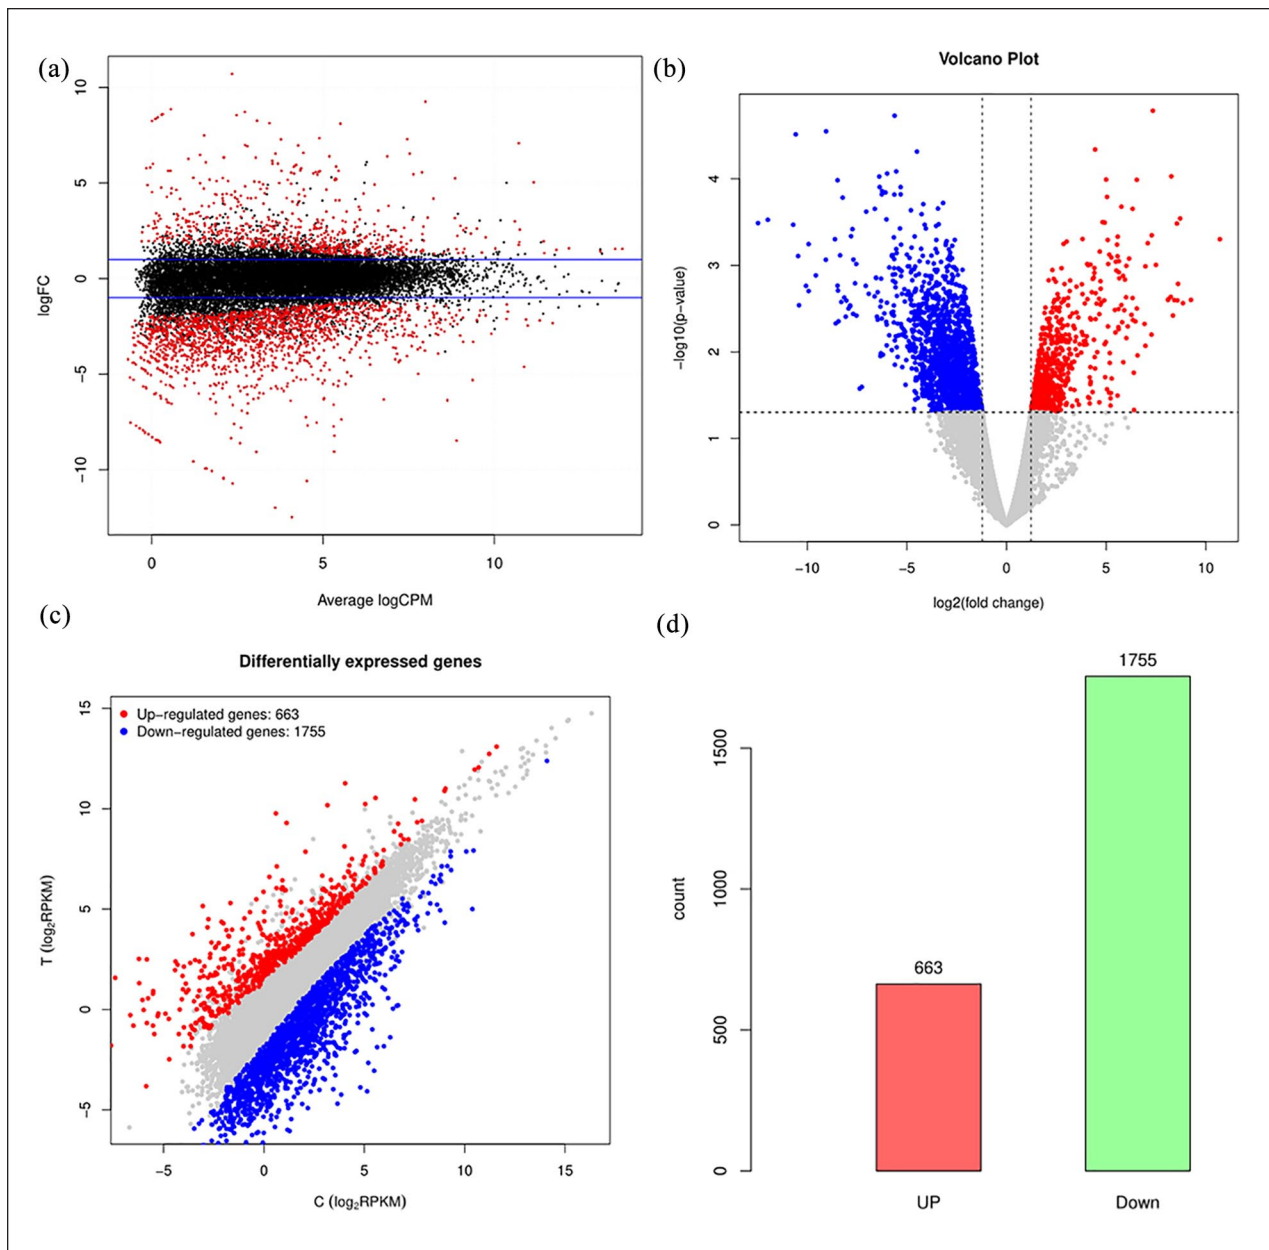 (a)
10
5
0
−5
−10
logFC
0 5 10
Average logCPM
(b)
Volcano Plot
4
3
2
1
0
−log10(p−value)
−10 −5 0 5 10
log2(fold change)
(c)
Differentially expressed genes
Up−regulated genes: 663
Down−regulated genes: 1755
15
10
5
0
−5
T (log₂RPKM)
−5 0 5 10 15
C (log₂RPKM)
(d)
1755
663
1500
1000
500
0
count
UP Down